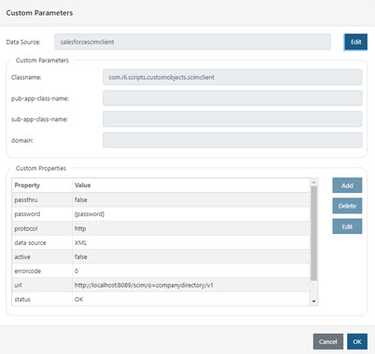 Custom Parameters
Data Source: salesforcescimclient Edit
Custom Parameters
Classname: com.rli.scripts.customobjects.scimclient
pub-app-class-name:
sub-app-class-name:
domain:
Custom Properties
Property Value
passthru false
password {password}
protocol http
data source XML
active false
errorcode 0
url http://localhost:8089/scim/o=companydirectory/v1
status OK
Add
Delete
Edit
Cancel OK